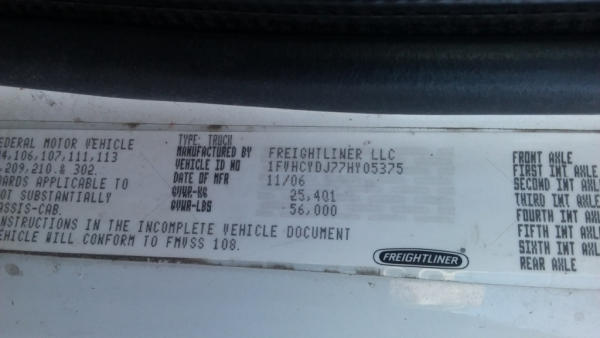 EDERAL MOTOR VEHICLE
4,106,107,111,113
,209,210.& 302.
ARDS APPLICABLE TO
OT SUBSTANTIALLY
ASSIS-CAB.
NSTRUCTIONS IN THE INCOMPLETE VEHICLE DOCUMENT
EHICLE WILL CONFORM TO FMVSS 108.
TYPE: TRUCK
MANUFACTURED BY FREIGHTLINER LLC
VEHICLE ID NO 1FVHCYDJ77HY05375
DATE OF MFR 11/06
GVWR-KG 25,401
GVWR-LBS 56,000
FREIGHTLINER
FRONT AXLE
FIRST INT AXLE
SECOND INT AXLE
THIRD INT AXLE
FOURTH INT AXLE
FIFTH INT AXLE
SIXTH INT AXLE
REAR AXLE